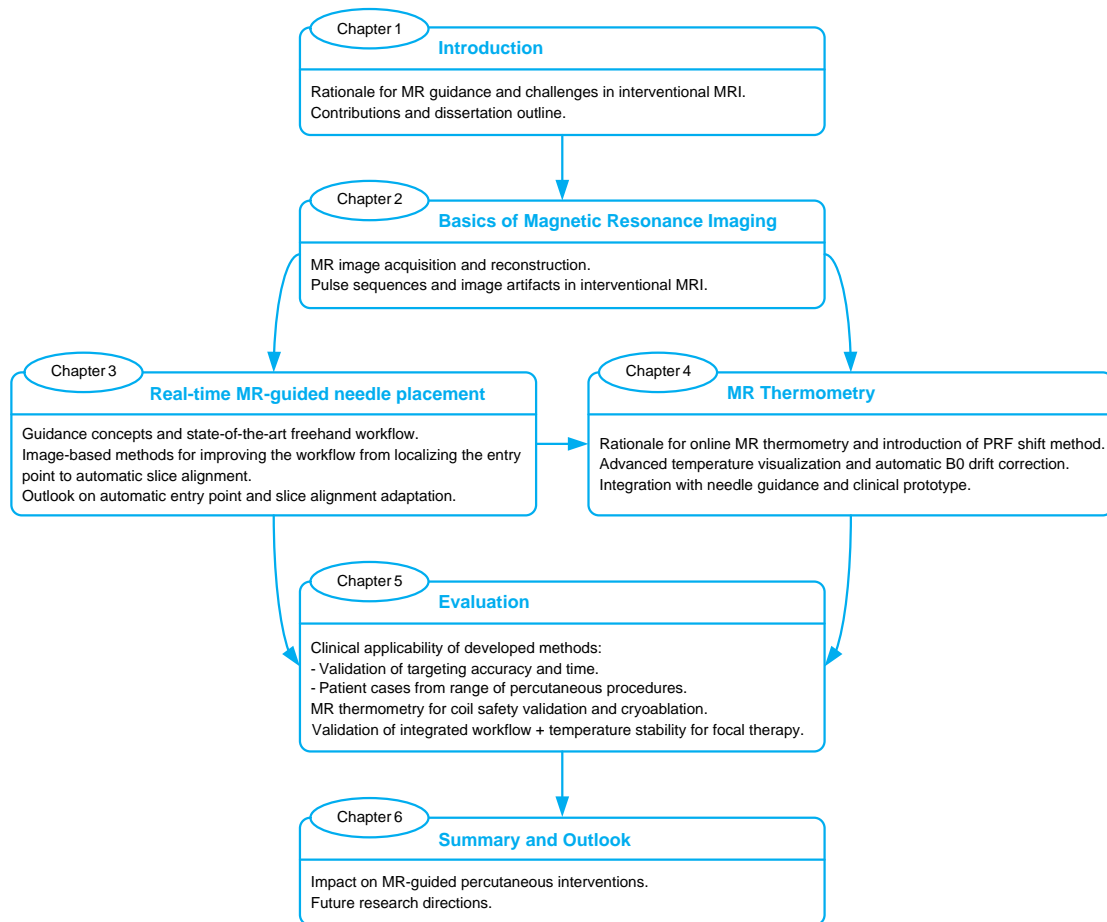 Chapter 1
Introduction
Rationale for MR guidance and challenges in interventional MRI.
Contributions and dissertation outline.
Chapter 2
Basics of Magnetic Resonance Imaging
MR image acquisition and reconstruction.
Pulse sequences and image artifacts in interventional MRI.
Chapter 3
Real-time MR-guided needle placement
Guidance concepts and state-of-the-art freehand workflow.
Image-based methods for improving the workflow from localizing the entry
point to automatic slice alignment.
Outlook on automatic entry point and slice alignment adaptation.
Chapter 4
MR Thermometry
Rationale for online MR thermometry and introduction of PRF shift method.
Advanced temperature visualization and automatic B0 drift correction.
Integration with needle guidance and clinical prototype.
Chapter 5
Evaluation
Clinical applicability of developed methods:
- Validation of targeting accuracy and time.
- Patient cases from range of percutaneous procedures.
MR thermometry for coil safety validation and cryoablation.
Validation of integrated workflow + temperature stability for focal therapy.
Chapter 6
Summary and Outlook
Impact on MR-guided percutaneous interventions.
Future research directions.